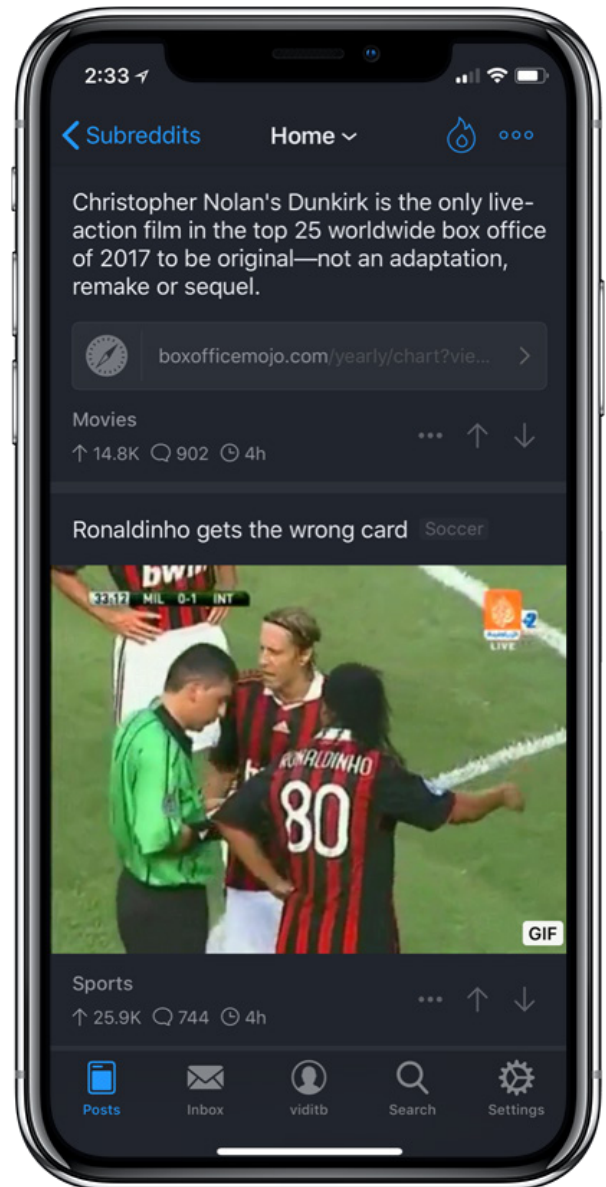 2:33
Subreddits
Home
Christopher Nolan's Dunkirk is the only live-
action film in the top 25 worldwide box office
of 2017 to be original—not an adaptation,
remake or sequel.
boxofficemojo.com/yearly/chart?vie...
Movies
14.8K 902 4h
Ronaldinho gets the wrong card Soccer
bwin
33:12 MIL 0-1 INT
+2
LIVE
RONALDINHO
80
GIF
Sports
25.9K 744 4h
Posts Inbox viditb Search Settings